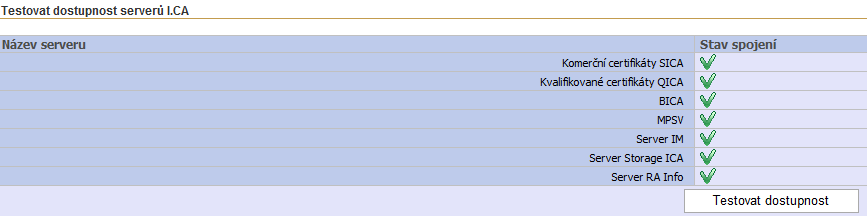 Testovat dostupnost serverů I.CA
Název serveru Stav spojení
Komerční certifikáty SICA
Kvalifikované certifikáty QICA
BICA
MPSV
Server IM
Server Storage ICA
Server RA Info
Testovat dostupnost